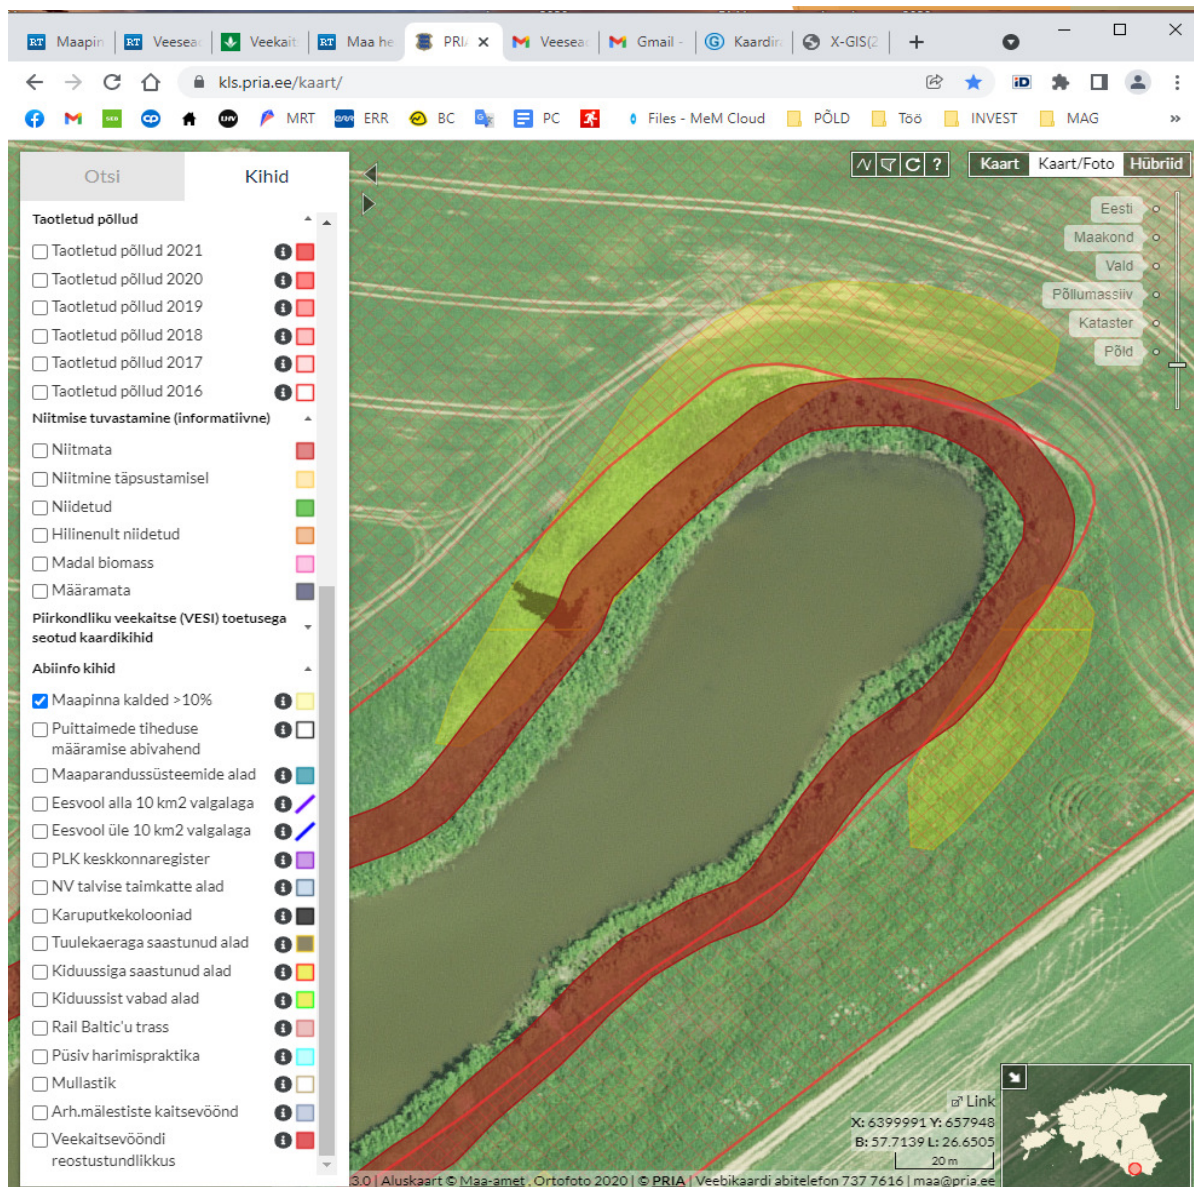 Maapin
Veesead
Veekait
Maa he
PRIA
Veesead
Gmail -
Kaardir
X-GIS(2
kls.pria.ee/kaart/
MRT
ERR
BC
PC
Files - MeM Cloud
PÕLD
Töö
INVEST
MAG
»
Otsi
Kihid
Taotletud põllud
Taotletud põllud 2021
Taotletud põllud 2020
Taotletud põllud 2019
Taotletud põllud 2018
Taotletud põllud 2017
Taotletud põllud 2016
Niitmise tuvastamine (informatiivne)
Niitmata
Niitmine täpsustamisel
Niidetud
Hilinenult niidetud
Madal biomass
Määramata
Piirkondliku veekaitse (VESI) toetusega
seotud kaardikihid
Abiinfo kihid
Maapinna kalded >10%
Puittaimede tiheduse
määramise abivahend
Maaparandussüsteemide alad
Eesvool alla 10 km2 valgalaga
Eesvool üle 10 km2 valgalaga
PLK keskkonnaregister
NV talvise taimkatte alad
Karuputkekolooniad
Tuulekaeraga saastunud alad
Kiduussiga saastunud alad
Kiduussist vabad alad
Rail Baltic'u trass
Püsiv harimispraktika
Mullastik
Arh.mälestiste kaitsevöönd
Veekaitsevööndi
reostustundlikkus
?
Kaart
Kaart/Foto
Hübriid
Eesti
Maakond
Vald
Põllumassiiv
Kataster
Põld
Link
X: 6399991 Y: 657948
B: 57.7139 L: 26.6505
20 m
3.0 | Aluskaart © Maa-amet , Ortofoto 2020 | © PRIA | Veebikaardi abitelefon 737 7616 | maa@pria.ee